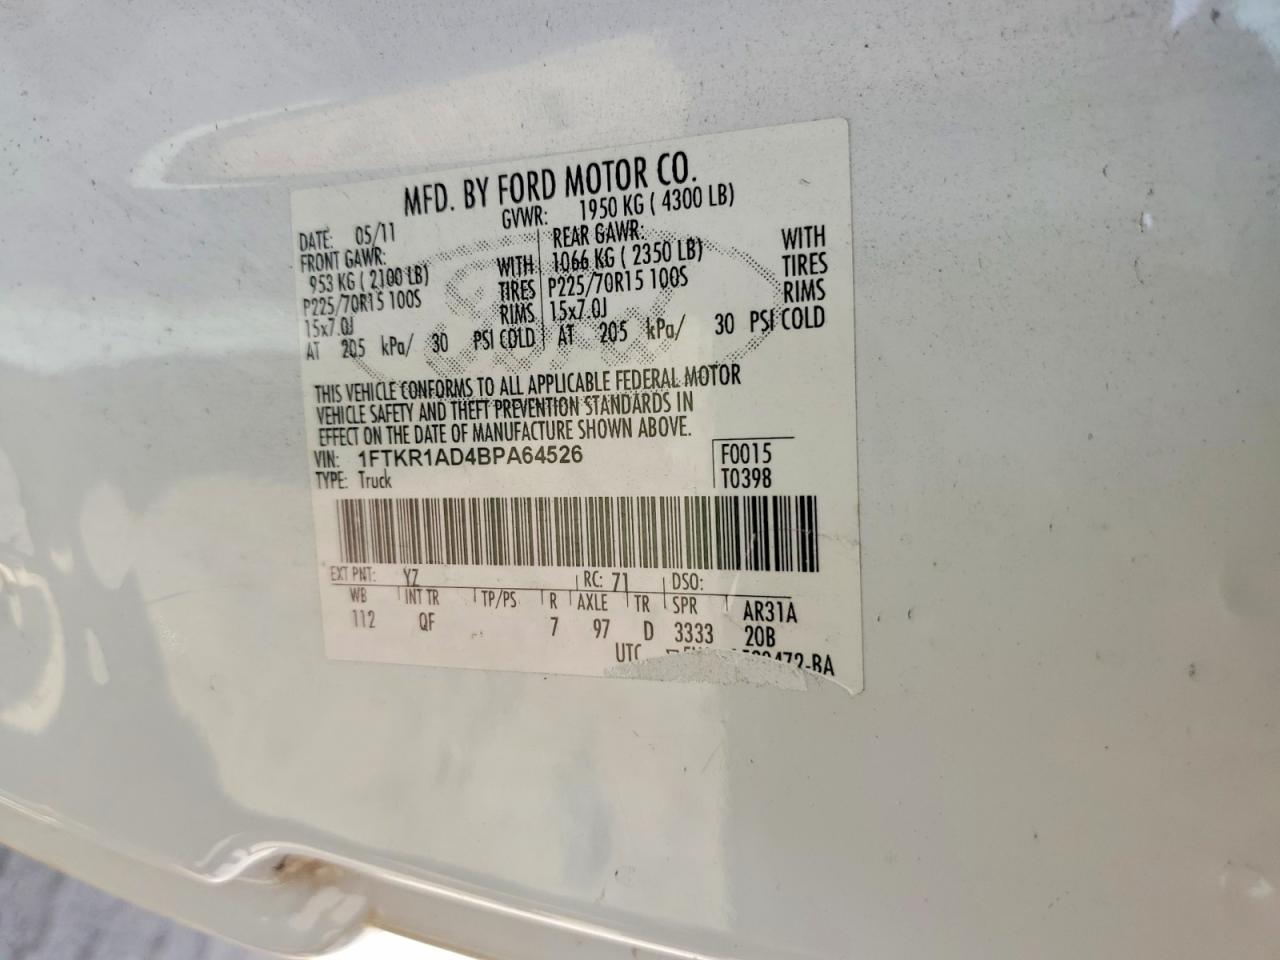 MFD. BY FORD MOTOR CO.
DATE: 05/11 GVWR: 1950 KG ( 4300 LB)
FRONT GAWR: REAR GAWR:
953 KG ( 2100 LB) WITH 1066 KG ( 2350 LB) WITH
P225/70R15 100S TIRES P225/70R15 100S TIRES
15x7.0J RIMS 15x7.0J RIMS
AT 205 kPa/ 30 PSI COLD AT 205 kPa/ 30 PSI COLD
THIS VEHICLE CONFORMS TO ALL APPLICABLE FEDERAL MOTOR
VEHICLE SAFETY AND THEFT PREVENTION STANDARDS IN
EFFECT ON THE DATE OF MANUFACTURE SHOWN ABOVE.
VIN: 1FTKR1AD4BPA64526 F0015
TYPE: Truck T0398
EXT PNT: YZ RC: 71 DSO:
WB INT TR TP/PS R AXLE TR SPR AR31A
112 QF 7 97 D 3333 20B
UTC